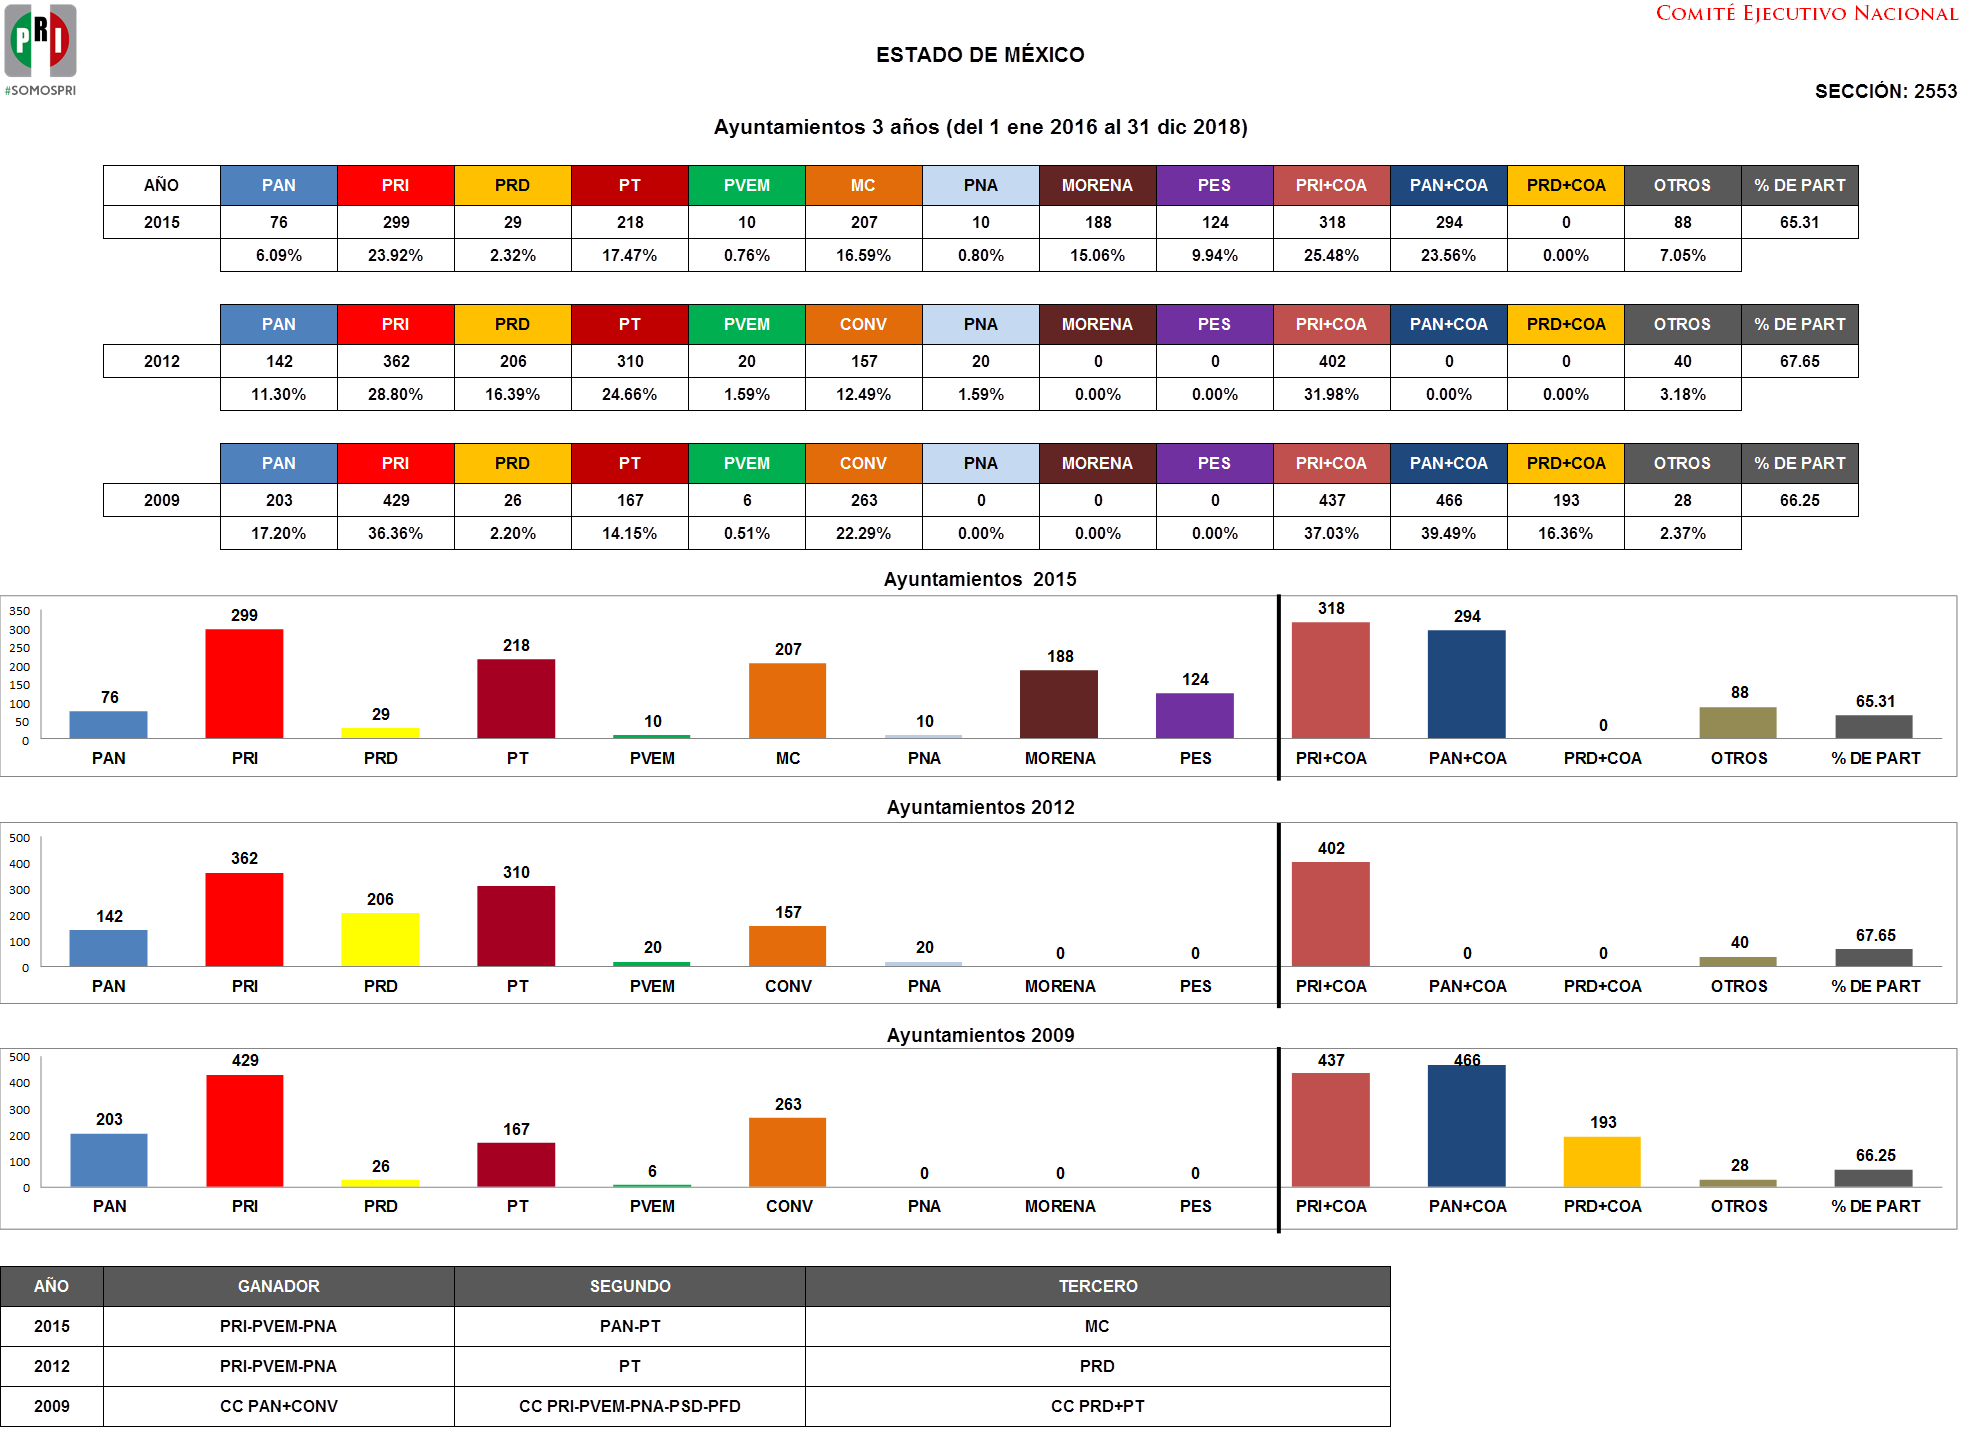 COMITÉ EJECUTIVO NACIONAL
PRI
#SOMOSPRI
ESTADO DE MÉXICO
SECCIÓN: 2553
Ayuntamientos 3 años (del 1 ene 2016 al 31 dic 2018)
AÑO PAN PRI PRD PT PVEM MC PNA MORENA PES PRI+COA PAN+COA PRD+COA OTROS % DE PART
2015 76 299 29 218 10 207 10 188 124 318 294 0 88 65.31
6.09% 23.92% 2.32% 17.47% 0.76% 16.59% 0.80% 15.06% 9.94% 25.48% 23.56% 0.00% 7.05%
PAN PRI PRD PT PVEM CONV PNA MORENA PES PRI+COA PAN+COA PRD+COA OTROS % DE PART
2012 142 362 206 310 20 157 20 0 0 402 0 0 40 67.65
11.30% 28.80% 16.39% 24.66% 1.59% 12.49% 1.59% 0.00% 0.00% 31.98% 0.00% 0.00% 3.18%
PAN PRI PRD PT PVEM CONV PNA MORENA PES PRI+COA PAN+COA PRD+COA OTROS % DE PART
2009 203 429 26 167 6 263 0 0 0 437 466 193 28 66.25
17.20% 36.36% 2.20% 14.15% 0.51% 22.29% 0.00% 0.00% 0.00% 37.03% 39.49% 16.36% 2.37%
Ayuntamientos 2015
350
300
250
200
150
100
50
0
76 299 29 218 10 207 10 188 124 318 294 0 88 65.31
PAN PRI PRD PT PVEM MC PNA MORENA PES PRI+COA PAN+COA PRD+COA OTROS % DE PART
Ayuntamientos 2012
500
400
300
200
100
0
142 362 206 310 20 157 20 0 0 402 0 0 40 67.65
PAN PRI PRD PT PVEM CONV PNA MORENA PES PRI+COA PAN+COA PRD+COA OTROS % DE PART
Ayuntamientos 2009
500
400
300
200
100
0
203 429 26 167 6 263 0 0 0 437 466 193 28 66.25
PAN PRI PRD PT PVEM CONV PNA MORENA PES PRI+COA PAN+COA PRD+COA OTROS % DE PART
AÑO GANADOR SEGUNDO TERCERO
2015 PRI-PVEM-PNA PAN-PT MC
2012 PRI-PVEM-PNA PT PRD
2009 CC PAN+CONV CC PRI-PVEM-PNA-PSD-PFD CC PRD+PT